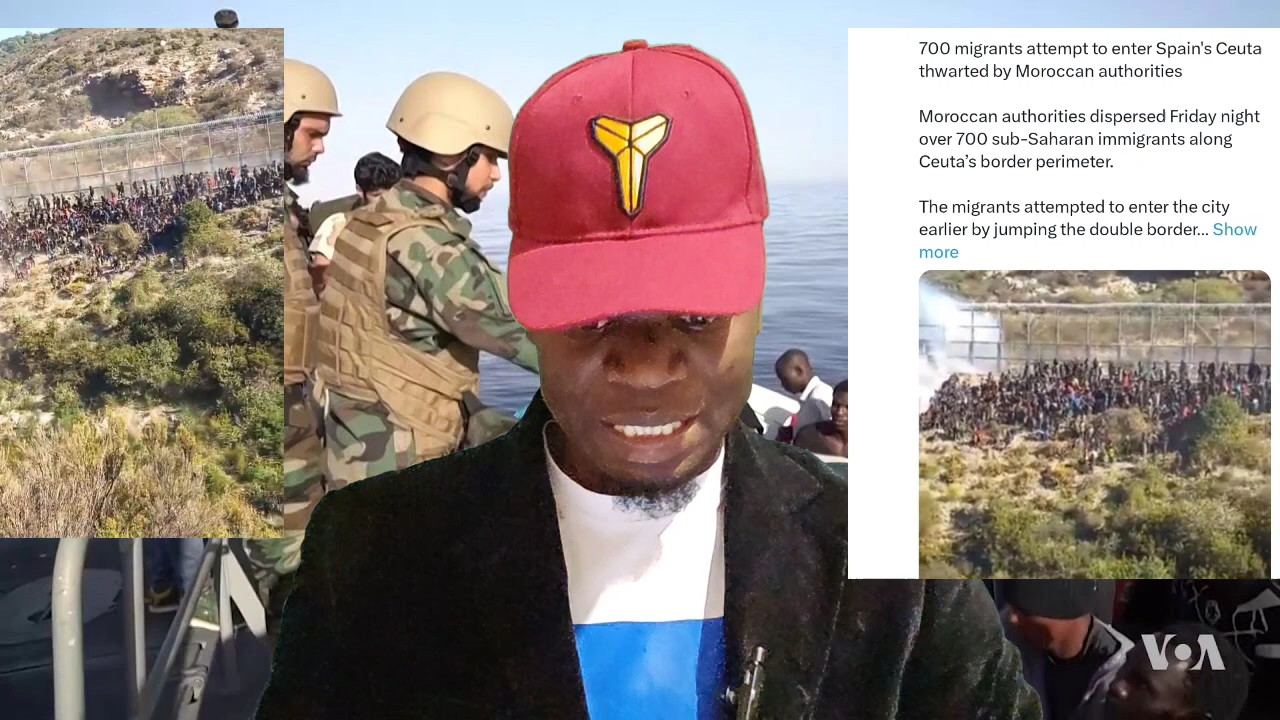 700 migrants attempt to enter Spain's Ceuta
thwarted by Moroccan authorities
Moroccan authorities dispersed Friday night
over 700 sub-Saharan immigrants along
Ceuta’s border perimeter.
The migrants attempted to enter the city
earlier by jumping the double border... Show
more
VOA